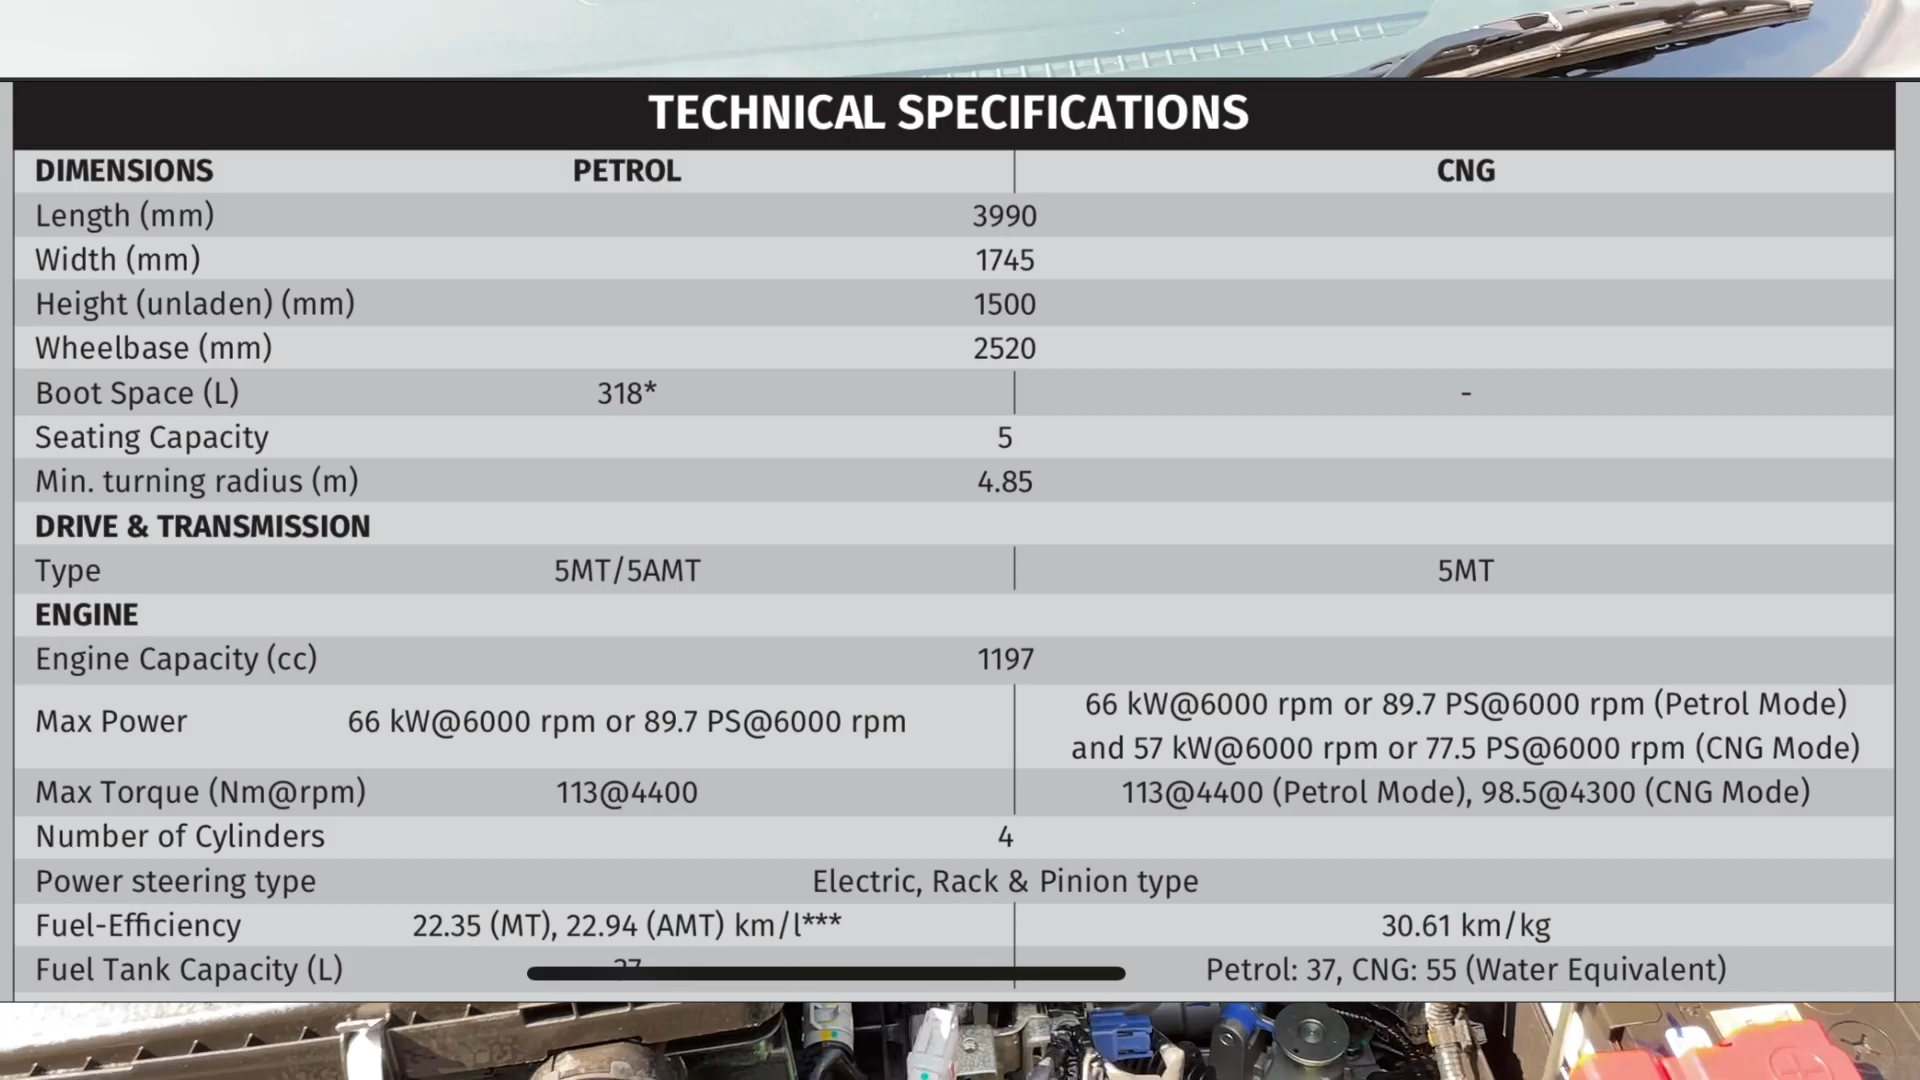 TECHNICAL SPECIFICATIONS
DIMENSIONS PETROL CNG
Length (mm) 3990
Width (mm) 1745
Height (unladen) (mm) 1500
Wheelbase (mm) 2520
Boot Space (L) 318* -
Seating Capacity 5
Min. turning radius (m) 4.85
DRIVE & TRANSMISSION
Type 5MT/5AMT 5MT
ENGINE
Engine Capacity (cc) 1197
Max Power 66 kW@6000 rpm or 89.7 PS@6000 rpm 66 kW@6000 rpm or 89.7 PS@6000 rpm (Petrol Mode)
and 57 kW@6000 rpm or 77.5 PS@6000 rpm (CNG Mode)
Max Torque (Nm@rpm) 113@4400 113@4400 (Petrol Mode), 98.5@4300 (CNG Mode)
Number of Cylinders 4
Power steering type Electric, Rack & Pinion type
Fuel-Efficiency 22.35 (MT), 22.94 (AMT) km/l*** 30.61 km/kg
Fuel Tank Capacity (L) Petrol: 37, CNG: 55 (Water Equivalent)